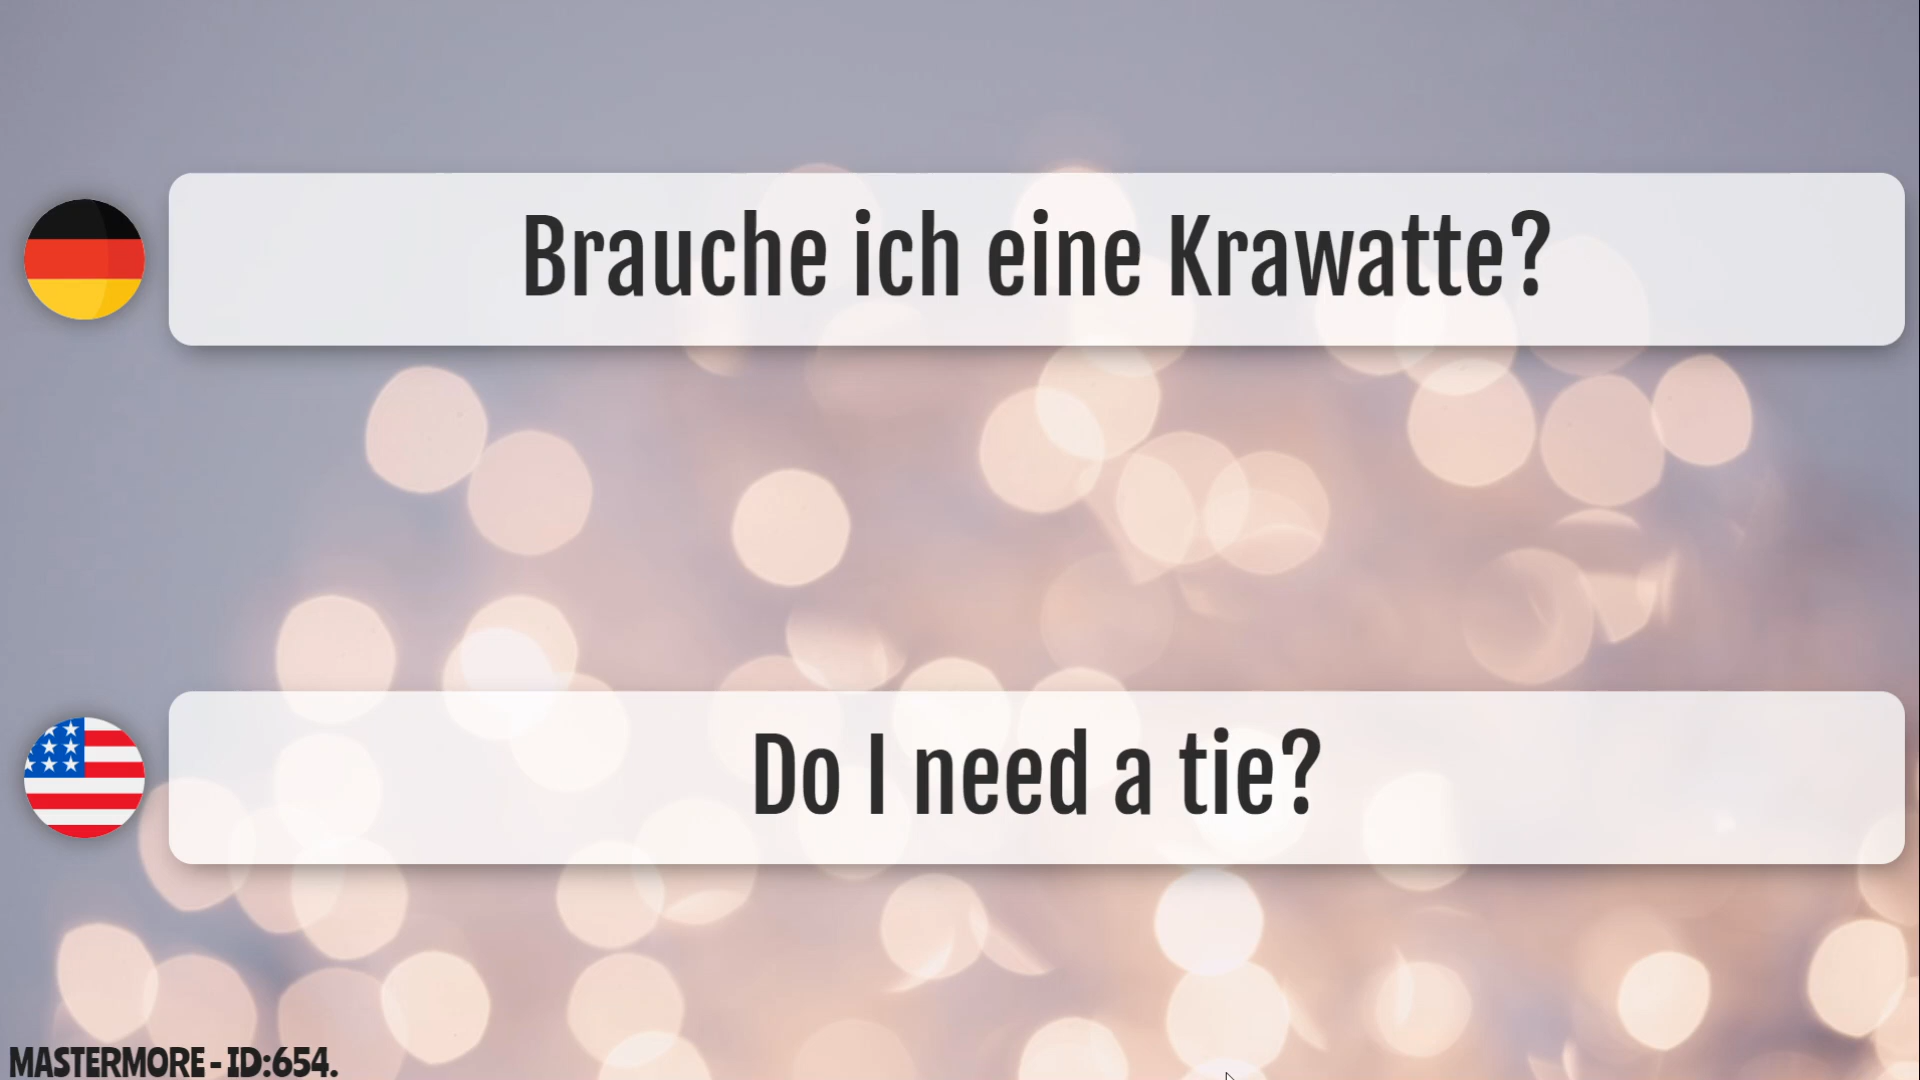 Brauche ich eine Krawatte?
Do I need a tie?
MASTERMORE - ID:654.